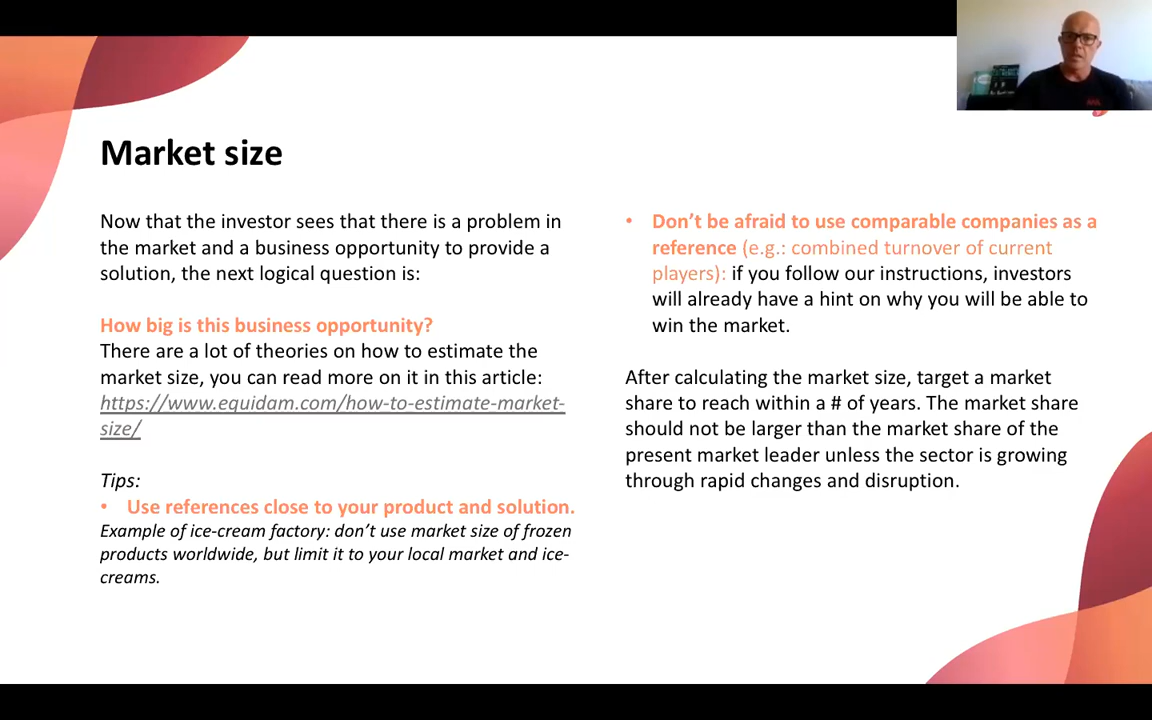 Market size
Now that the investor sees that there is a problem in
the market and a business opportunity to provide a
solution, the next logical question is:
How big is this business opportunity?
There are a lot of theories on how to estimate the
market size, you can read more on it in this article:
https://www.equidam.com/how-to-estimate-market-
size/
Tips:
• Use references close to your product and solution.
Example of ice-cream factory: don’t use market size of frozen
products worldwide, but limit it to your local market and ice-
creams.
• Don’t be afraid to use comparable companies as a
reference (e.g.: combined turnover of current
players): if you follow our instructions, investors
will already have a hint on why you will be able to
win the market.
After calculating the market size, target a market
share to reach within a # of years. The market share
should not be larger than the market share of the
present market leader unless the sector is growing
through rapid changes and disruption.